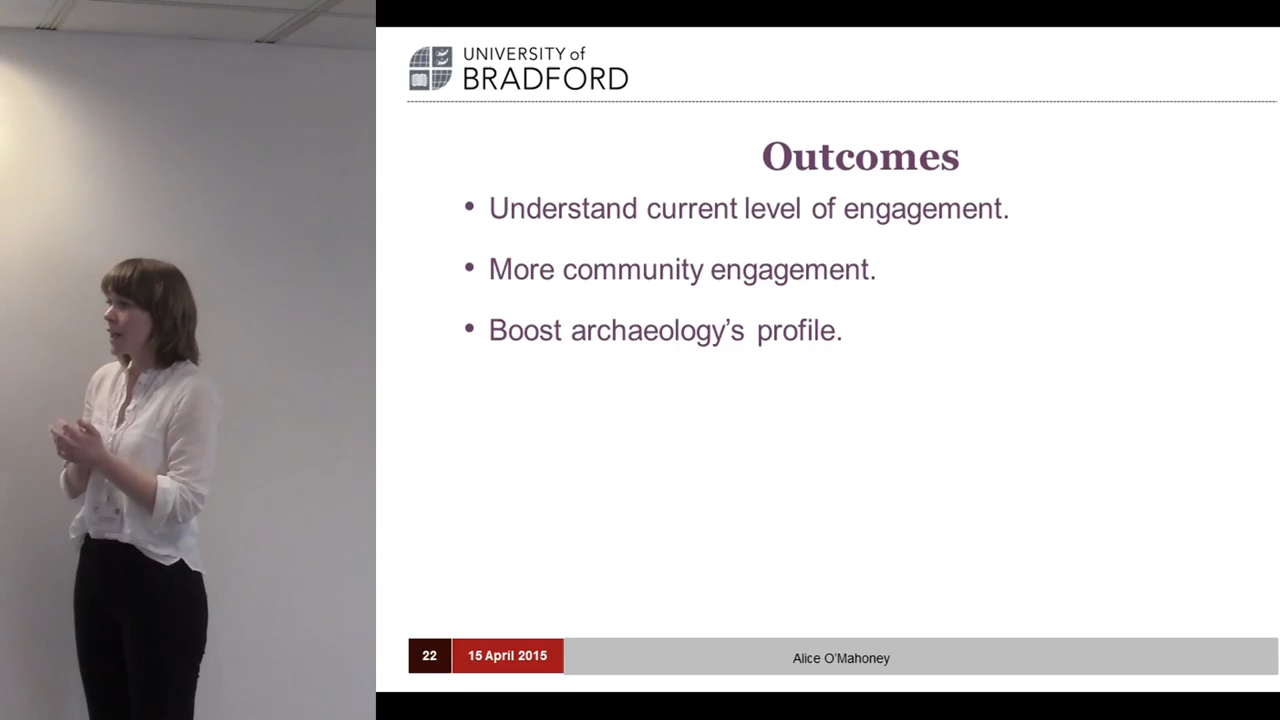 UNIVERSITY of
BRADFORD
Outcomes
• Understand current level of engagement.
• More community engagement.
• Boost archaeology’s profile.
22
15 April 2015
Alice O’Mahoney